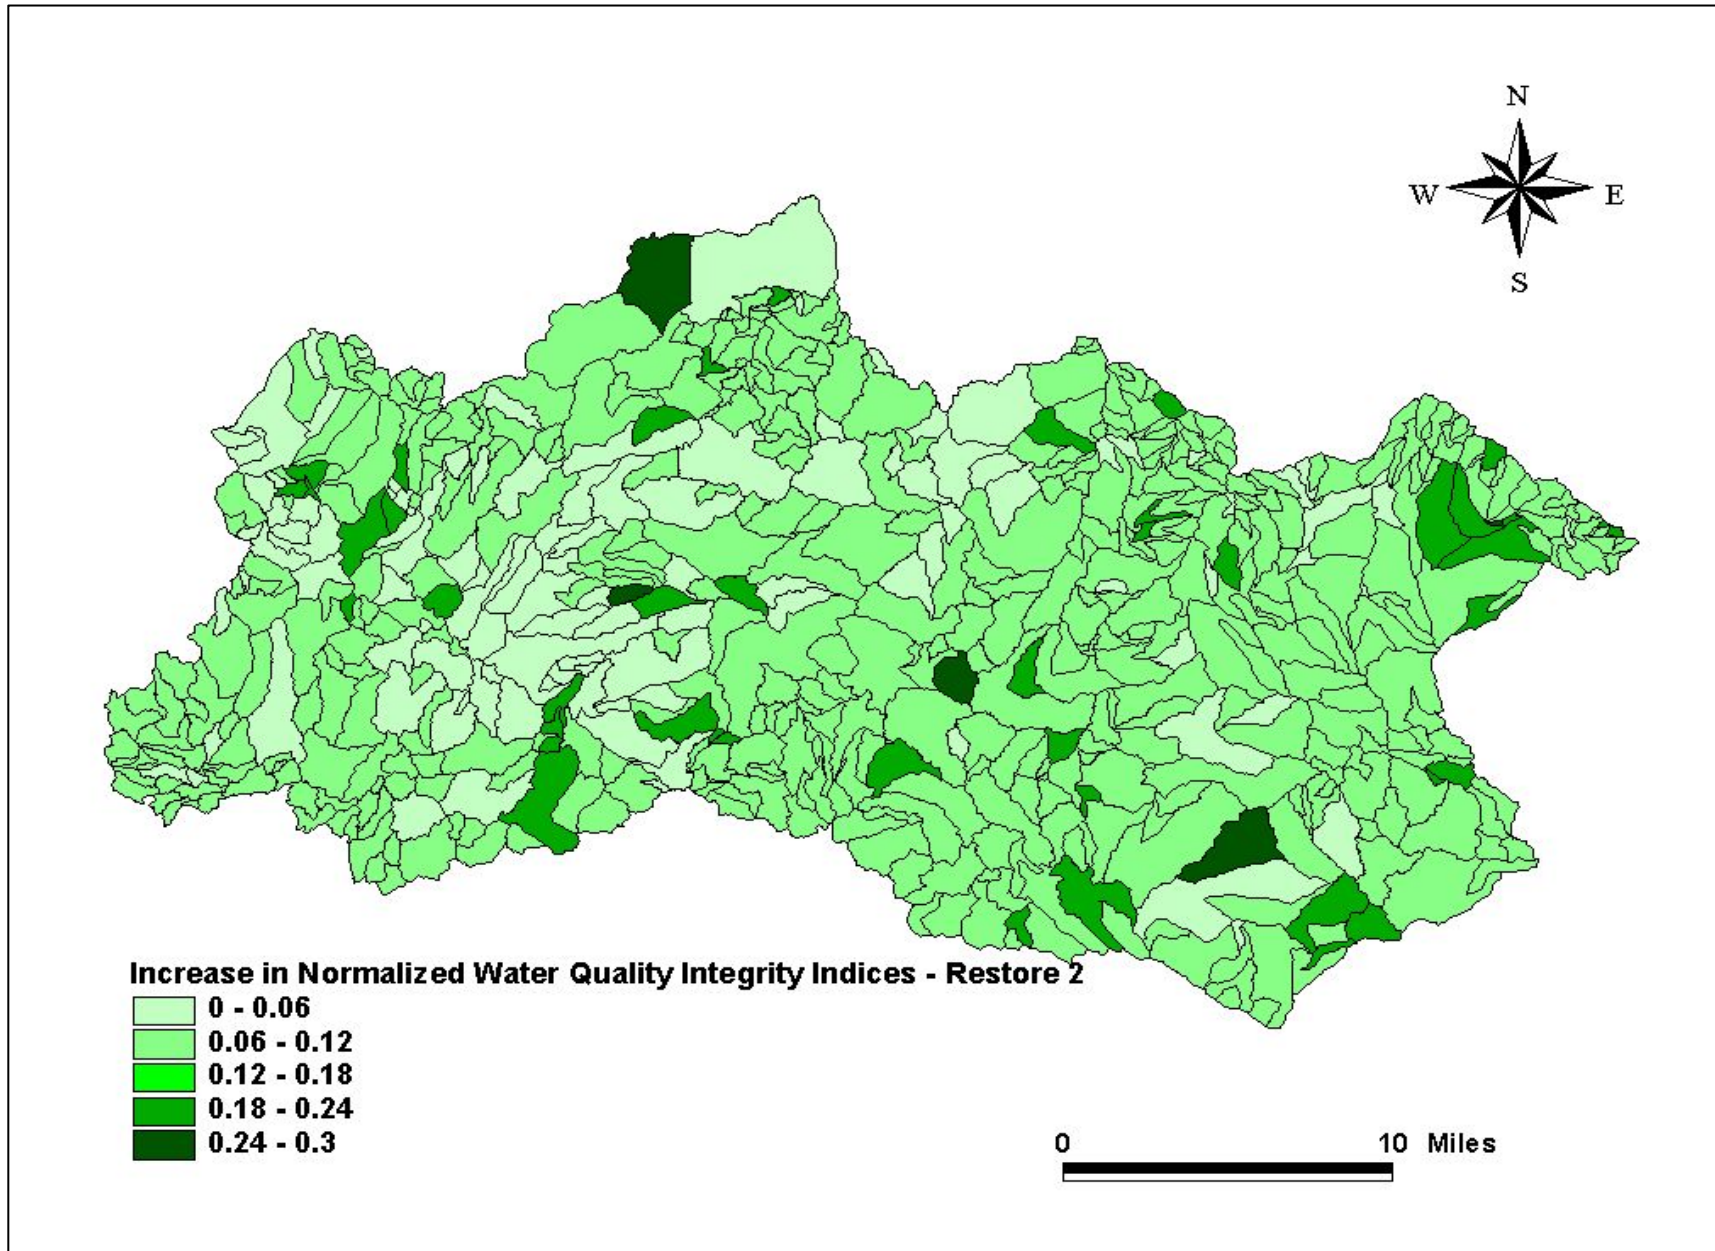 N
W E
S
Increase in Normalized Water Quality Integrity Indices - Restore 2
0 - 0.06
0.06 - 0.12
0.12 - 0.18
0.18 - 0.24
0.24 - 0.3
0 10 Miles